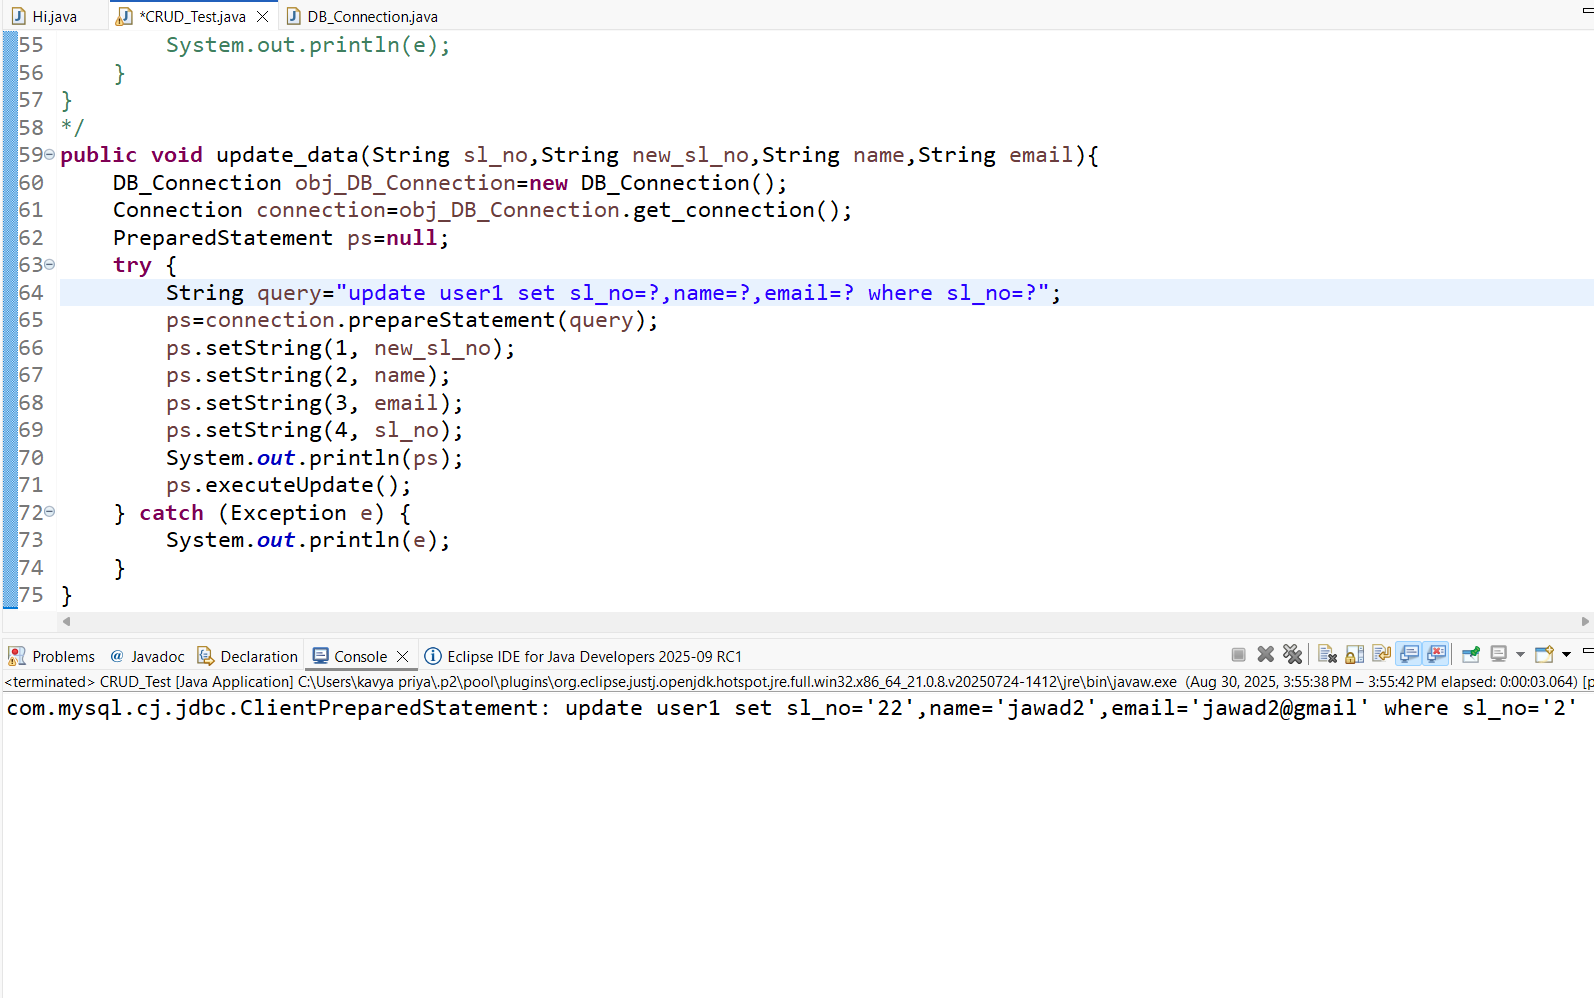 Hi.java *CRUD_Test.java DB_Connection.java
55 System.out.println(e);
56 }
57 }
58 */
59 public void update_data(String sl_no,String new_sl_no,String name,String email){
60 DB_Connection obj_DB_Connection=new DB_Connection();
61 Connection connection=obj_DB_Connection.get_connection();
62 PreparedStatement ps=null;
63 try {
64 String query="update user1 set sl_no=?,name=?,email=? where sl_no=?";
65 ps=connection.prepareStatement(query);
66 ps.setString(1, new_sl_no);
67 ps.setString(2, name);
68 ps.setString(3, email);
69 ps.setString(4, sl_no);
70 System.out.println(ps);
71 ps.executeUpdate();
72 } catch (Exception e) {
73 System.out.println(e);
74 }
75 }
Problems @ Javadoc Declaration Console Eclipse IDE for Java Developers 2025-09 RC1
<terminated> CRUD_Test [Java Application] C:\Users\kavya priya\.p2\pool\plugins\org.eclipse.justj.openjdk.hotspot.jre.full.win32.x86_64_21.0.8.v20250724-1412\jre\bin\javaw.exe (Aug 30, 2025, 3:55:38 PM – 3:55:42 PM elapsed: 0:00:03.064) [p
com.mysql.cj.jdbc.ClientPreparedStatement: update user1 set sl_no='22',name='jawad2',email='jawad2@gmail' where sl_no='2'